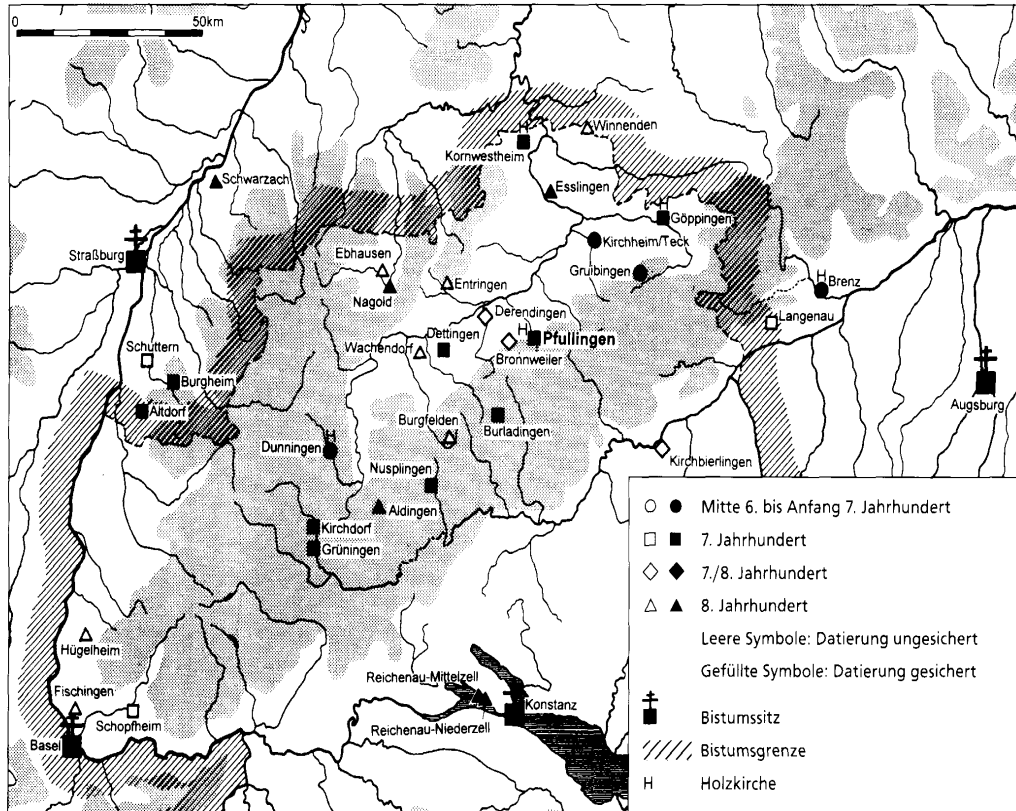 0 50km
Winnenden
H
Kornwestheim
Schwarzach
Esslingen
H
Göppingen
Kirchheim/Teck
Straßburg
Ebhausen
Gruibingen
H
Brenz
Nagold
Entringen
Derendingen
Langenau
Dettingen
H
Pfullingen
Wachendorf
Bronnweiler
Schuttern
Burgheim
Augsburg
Altdorf
Burgfelden
Burladingen
H
Dunningen
Kirchbierlingen
Nusplingen
Aldingen
Kirchdorf
Grüningen
Hügelheim
Fischingen
Reichenau-Mittelzell
Konstanz
Schopfheim
Reichenau-Niederzell
Basel
Mitte 6. bis Anfang 7. Jahrhundert
7. Jahrhundert
7./8. Jahrhundert
8. Jahrhundert
Leere Symbole: Datierung ungesichert
Gefüllte Symbole: Datierung gesichert
Bistumssitz
Bistumsgrenze
H Holzkirche